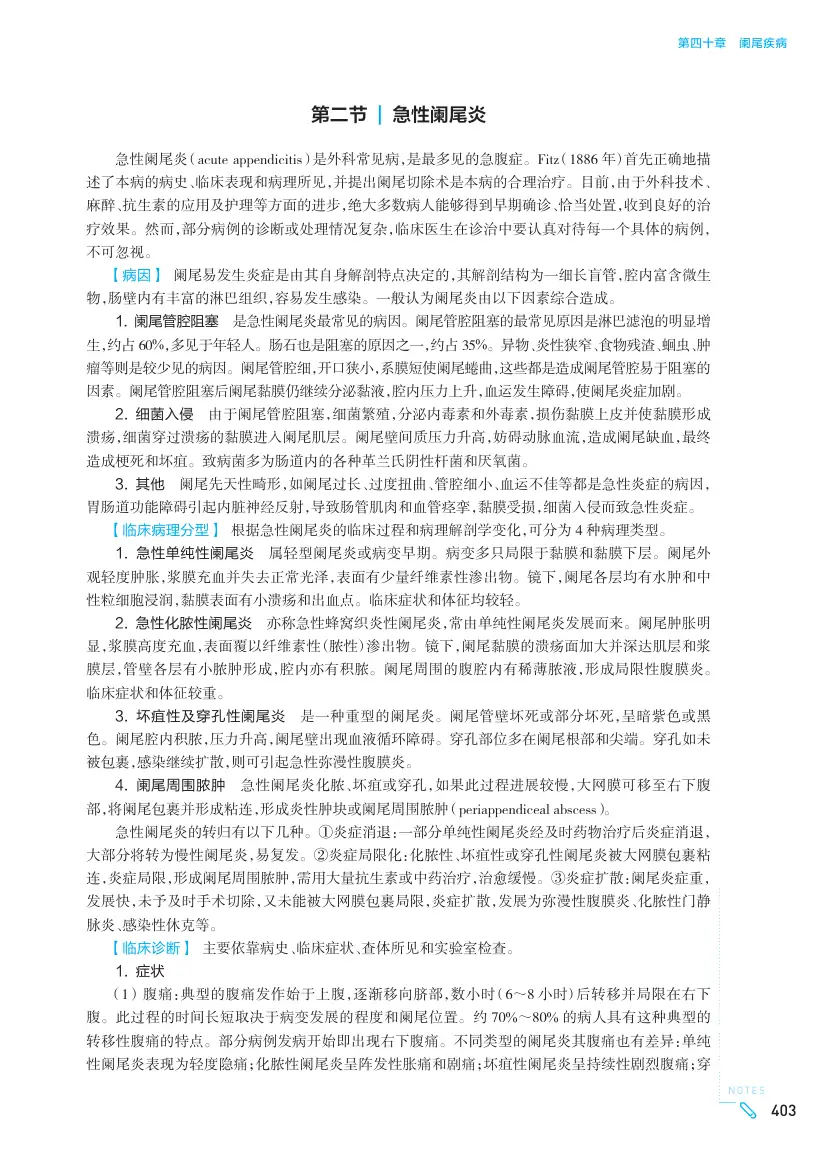 第四十章 阑尾疾病
第二节 | 急性阑尾炎
急性阑尾炎（acute appendicitis）是外科常见病,是最多见的急腹症。Fitz（1886 年）首先正确地描
述了本病的病史、临床表现和病理所见,并提出阑尾切除术是本病的合理治疗。目前,由于外科技术、
麻醉、抗生素的应用及护理等方面的进步,绝大多数病人能够得到早期确诊、恰当处置,收到良好的治
疗效果。然而,部分病例的诊断或处理情况复杂,临床医生在诊治中要认真对待每一个具体的病例,
不可忽视。
【病因】 阑尾易发生炎症是由其自身解剖特点决定的,其解剖结构为一细长盲管,腔内富含微生
物,肠壁内有丰富的淋巴组织,容易发生感染。一般认为阑尾炎由以下因素综合造成。
1. 阑尾管腔阻塞 是急性阑尾炎最常见的病因。阑尾管腔阻塞的最常见原因是淋巴滤泡的明显增
生,约占 60%,多见于年轻人。肠石也是阻塞的原因之一,约占 35%。异物、炎性狭窄、食物残渣、蛔虫、肿
瘤等则是较少见的病因。阑尾管腔细,开口狭小,系膜短使阑尾蜷曲,这些都是造成阑尾管腔易于阻塞的
因素。阑尾管腔阻塞后阑尾黏膜仍继续分泌黏液,腔内压力上升,血运发生障碍,使阑尾炎症加剧。
2. 细菌入侵 由于阑尾管腔阻塞,细菌繁殖,分泌内毒素和外毒素,损伤黏膜上皮并使黏膜形成
溃疡,细菌穿过溃疡的黏膜进入阑尾肌层。阑尾壁间质压力升高,妨碍动脉血流,造成阑尾缺血,最终
造成梗死和坏疽。致病菌多为肠道内的各种革兰氏阴性杆菌和厌氧菌。
3. 其他 阑尾先天性畸形,如阑尾过长、过度扭曲、管腔细小、血运不佳等都是急性炎症的病因,
胃肠道功能障碍引起内脏神经反射,导致肠管肌肉和血管痉挛,黏膜受损,细菌入侵而致急性炎症。
【临床病理分型】 根据急性阑尾炎的临床过程和病理解剖学变化,可分为 4 种病理类型。
1. 急性单纯性阑尾炎 属轻型阑尾炎或病变早期。病变多只局限于黏膜和黏膜下层。阑尾外
观轻度肿胀,浆膜充血并失去正常光泽,表面有少量纤维素性渗出物。镜下,阑尾各层均有水肿和中
性粒细胞浸润,黏膜表面有小溃疡和出血点。临床症状和体征均较轻。
2. 急性化脓性阑尾炎 亦称急性蜂窝织炎性阑尾炎,常由单纯性阑尾炎发展而来。阑尾肿胀明
显,浆膜高度充血,表面覆以纤维素性（脓性）渗出物。镜下,阑尾黏膜的溃疡面加大并深达肌层和浆
膜层,管壁各层有小脓肿形成,腔内亦有积脓。阑尾周围的腹腔内有稀薄脓液,形成局限性腹膜炎。
临床症状和体征较重。
3. 坏疽性及穿孔性阑尾炎 是一种重型的阑尾炎。阑尾管壁坏死或部分坏死,呈暗紫色或黑
色。阑尾腔内积脓,压力升高,阑尾壁出现血液循环障碍。穿孔部位多在阑尾根部和尖端。穿孔如未
被包裹,感染继续扩散,则可引起急性弥漫性腹膜炎。
4. 阑尾周围脓肿 急性阑尾炎化脓、坏疽或穿孔,如果此过程进展较慢,大网膜可移至右下腹
部,将阑尾包裹并形成粘连,形成炎性肿块或阑尾周围脓肿（periappendiceal abscess）。
急性阑尾炎的转归有以下几种。①炎症消退:一部分单纯性阑尾炎经及时药物治疗后炎症消退,
大部分将转为慢性阑尾炎,易复发。②炎症局限化:化脓性、坏疽性或穿孔性阑尾炎被大网膜包裹粘
连,炎症局限,形成阑尾周围脓肿,需用大量抗生素或中药治疗,治愈缓慢。③炎症扩散:阑尾炎症重,
发展快,未予及时手术切除,又未能被大网膜包裹局限,炎症扩散,发展为弥漫性腹膜炎、化脓性门静
脉炎、感染性休克等。
【临床诊断】 主要依靠病史、临床症状、查体所见和实验室检查。
1. 症状
（1）腹痛:典型的腹痛发作始于上腹,逐渐移向脐部,数小时（6～8 小时）后转移并局限在右下
腹。此过程的时间长短取决于病变发展的程度和阑尾位置。约 70%～80% 的病人具有这种典型的
转移性腹痛的特点。部分病例发病开始即出现右下腹痛。不同类型的阑尾炎其腹痛也有差异:单纯
性阑尾炎表现为轻度隐痛;化脓性阑尾炎呈阵发性胀痛和剧痛;坏疽性阑尾炎呈持续性剧烈腹痛;穿
NOTES
403